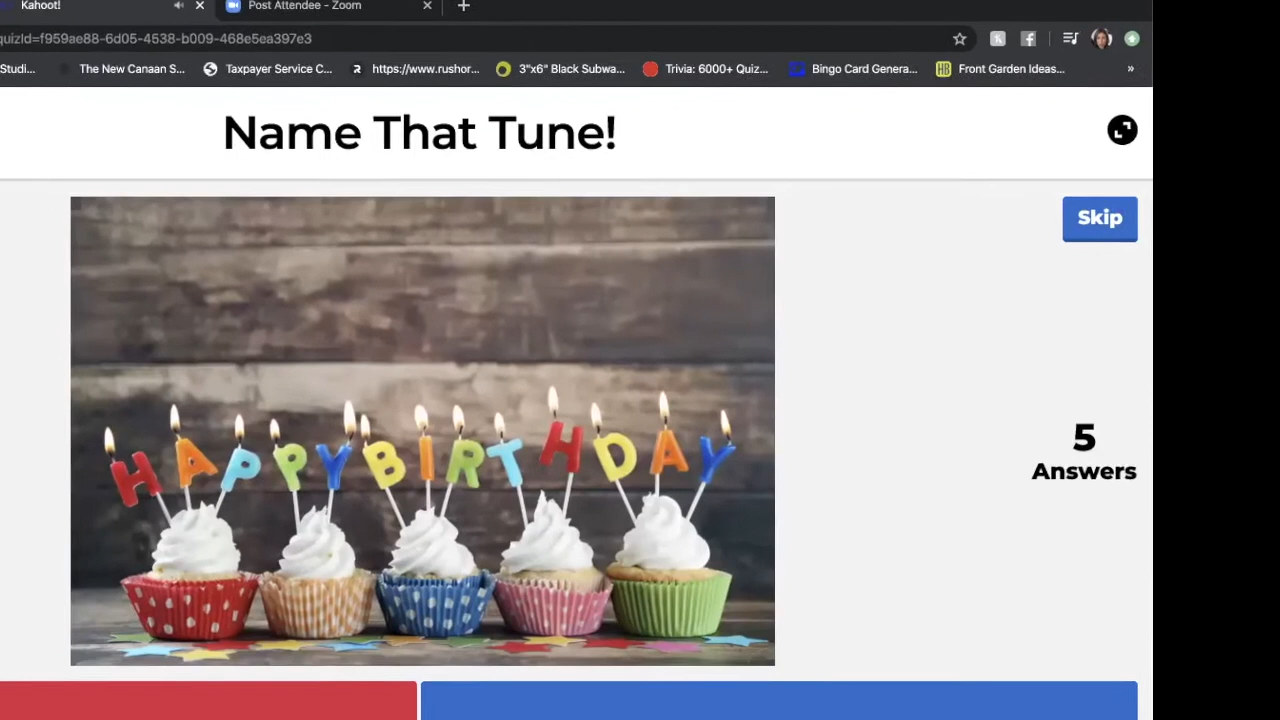 Kahoot!
Post Attendee - Zoom
quizId=f959ae88-6d05-4538-b009-468e5ea397e3
Studi...
The New Canaan S...
Taxpayer Service C...
https://www.rushor...
3"x6" Black Subwa...
Trivia: 6000+ Quiz...
Bingo Card Genera...
HB
Front Garden Ideas...
»
Name That Tune!
Skip
HAPPY BIRTHDAY
5
Answers